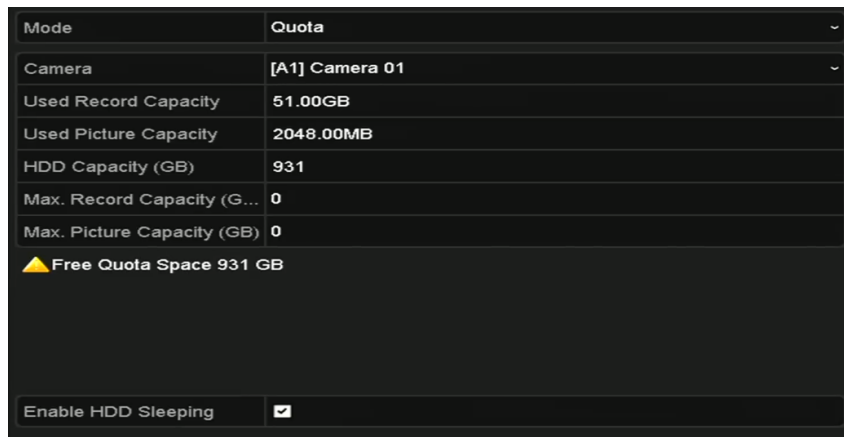 Mode Quota
Camera [A1] Camera 01
Used Record Capacity 51.00GB
Used Picture Capacity 2048.00MB
HDD Capacity (GB) 931
Max. Record Capacity (G... 0
Max. Picture Capacity (GB) 0
Free Quota Space 931 GB
Enable HDD Sleeping